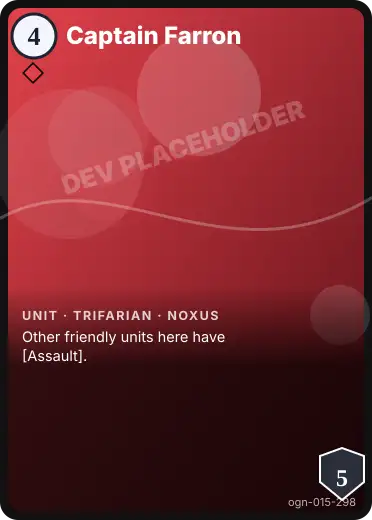 4
Captain Farron
DEV PLACEHOLDER
UNIT · TRIFARIAN · NOXUS
Other friendly units here have
[Assault].
5
ogn-015-298